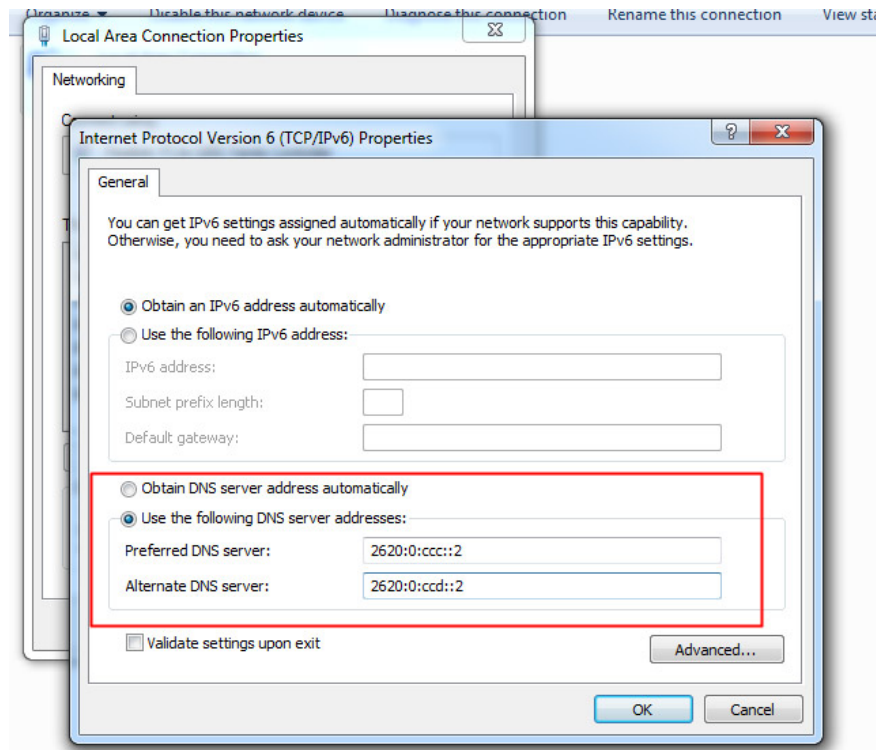 Organize Disable this network device Diagnose this connection Rename this connection View sta
Local Area Connection Properties
Networking
Internet Protocol Version 6 (TCP/IPv6) Properties
General
You can get IPv6 settings assigned automatically if your network supports this capability.
Otherwise, you need to ask your network administrator for the appropriate IPv6 settings.
Obtain an IPv6 address automatically
Use the following IPv6 address:
IPv6 address:
Subnet prefix length:
Default gateway:
Obtain DNS server address automatically
Use the following DNS server addresses:
Preferred DNS server: 2620:0:ccc::2
Alternate DNS server: 2620:0:ccd::2
Validate settings upon exit
Advanced...
OK Cancel